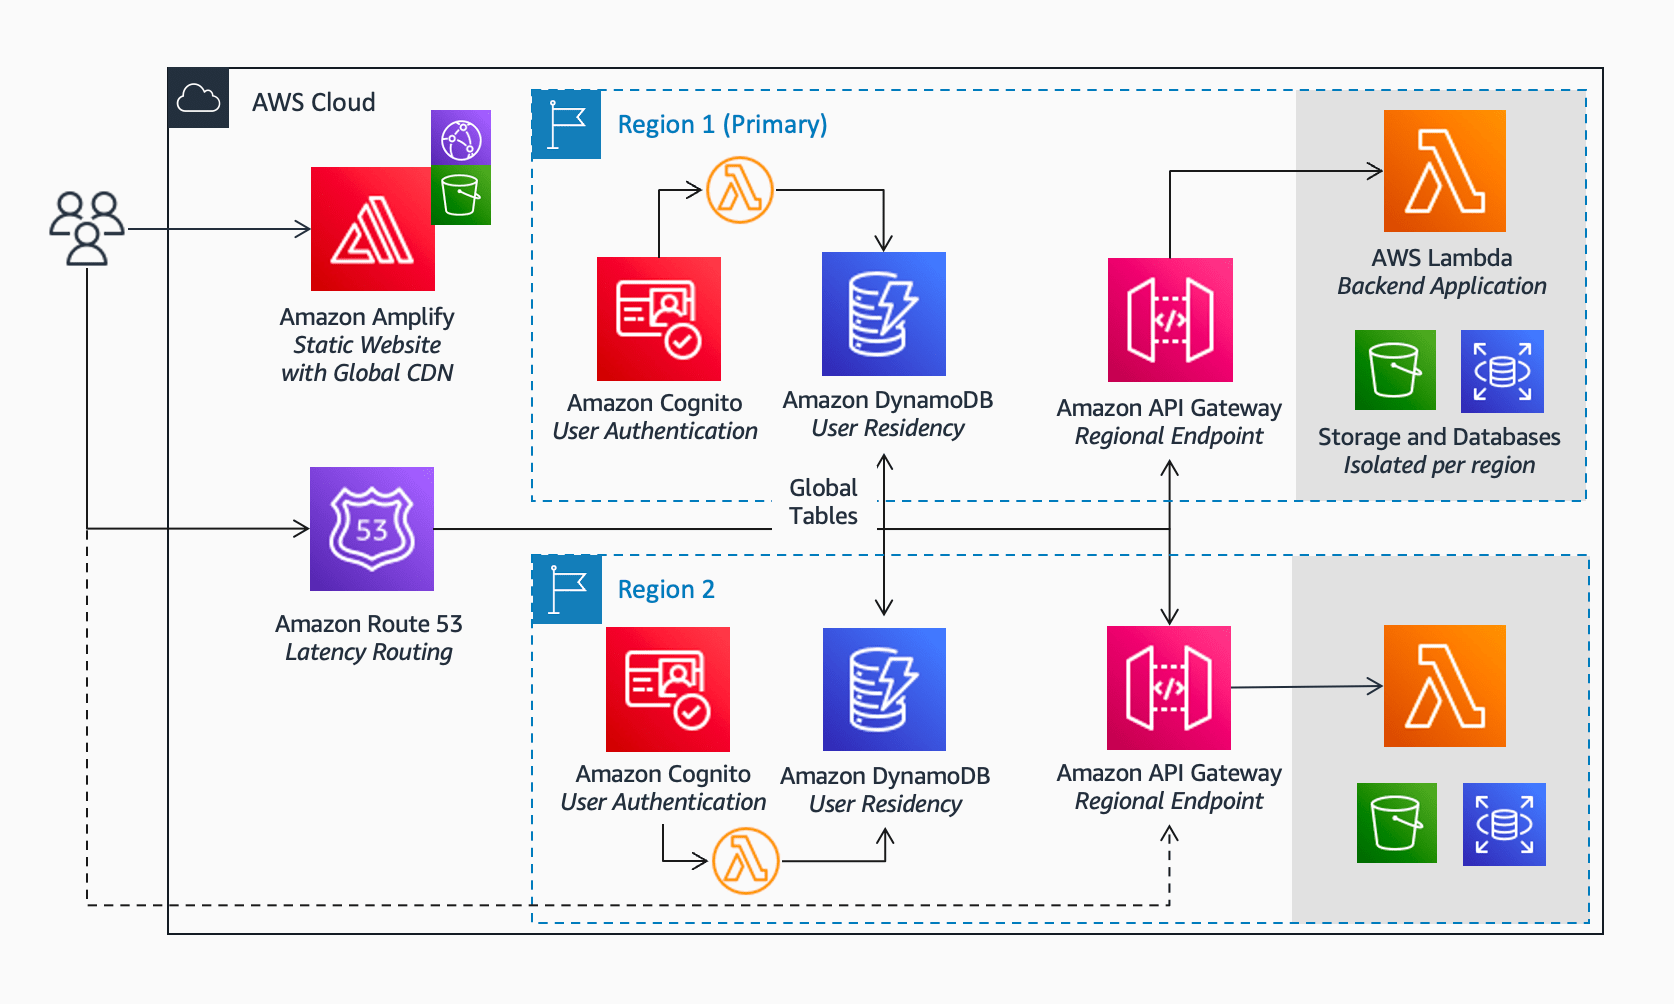 AWS Cloud
Region 1 (Primary)
Amazon Amplify
Static Website
with Global CDN
Amazon Cognito
User Authentication
Amazon DynamoDB
User Residency
Amazon API Gateway
Regional Endpoint
AWS Lambda
Backend Application
Storage and Databases
Isolated per region
Global
Tables
53
Amazon Route 53
Latency Routing
Region 2
Amazon Cognito
User Authentication
Amazon DynamoDB
User Residency
Amazon API Gateway
Regional Endpoint